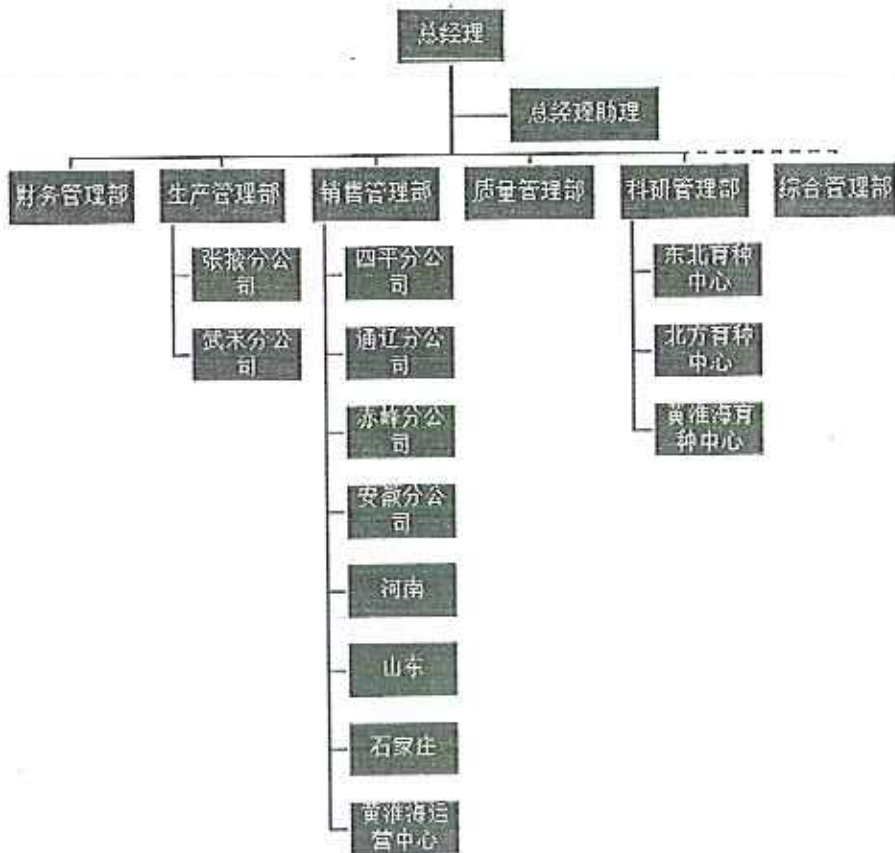 总经理
总经理助理
财务管理部 生产管理部 销售管理部 质量管理部 科研管理部 综合管理部
张掖分公
司
武禾分公
司
四平分公
司
通辽分公
司
赤峰分公
司
安徽分公
司
河南
山东
石家庄
黄淮海运
营中心
东北育种
中心
北方育种
中心
黄淮海育
种中心